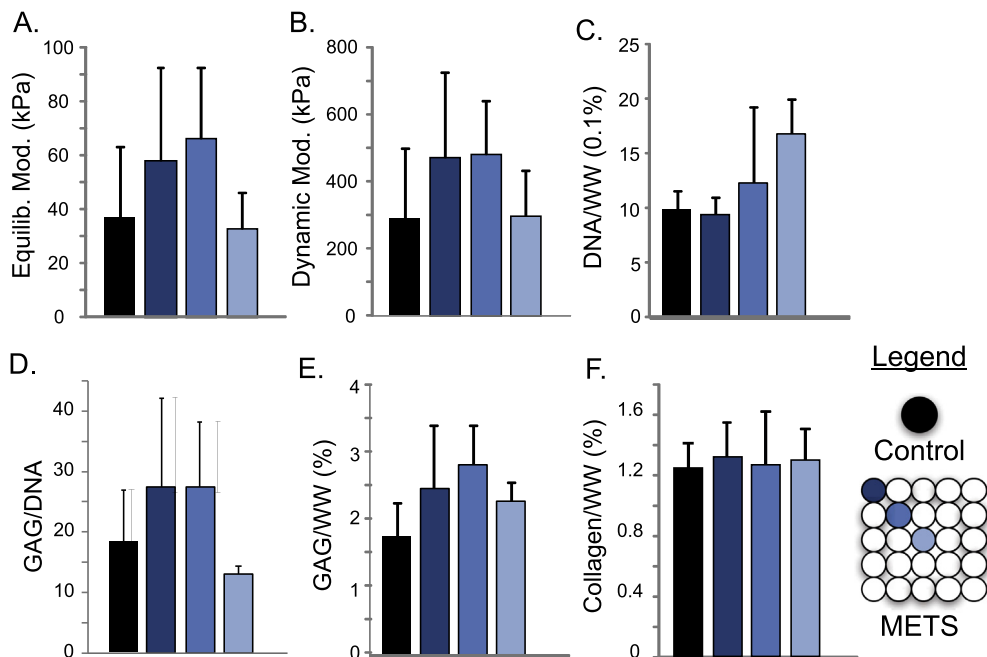 A.
B.
C.
Equilib. Mod. (kPa)
100
80
60
40
20
0
Dynamic Mod. (kPa)
800
600
400
200
0
DNA/WW (0.1%)
25
20
15
10
5
0
D.
E.
F.
GAG/DNA
40
30
20
10
0
GAG/WW (%)
4
3
2
1
0
Collagen/WW (%)
1.6
1.2
0.8
0.4
0
Legend
Control
METS